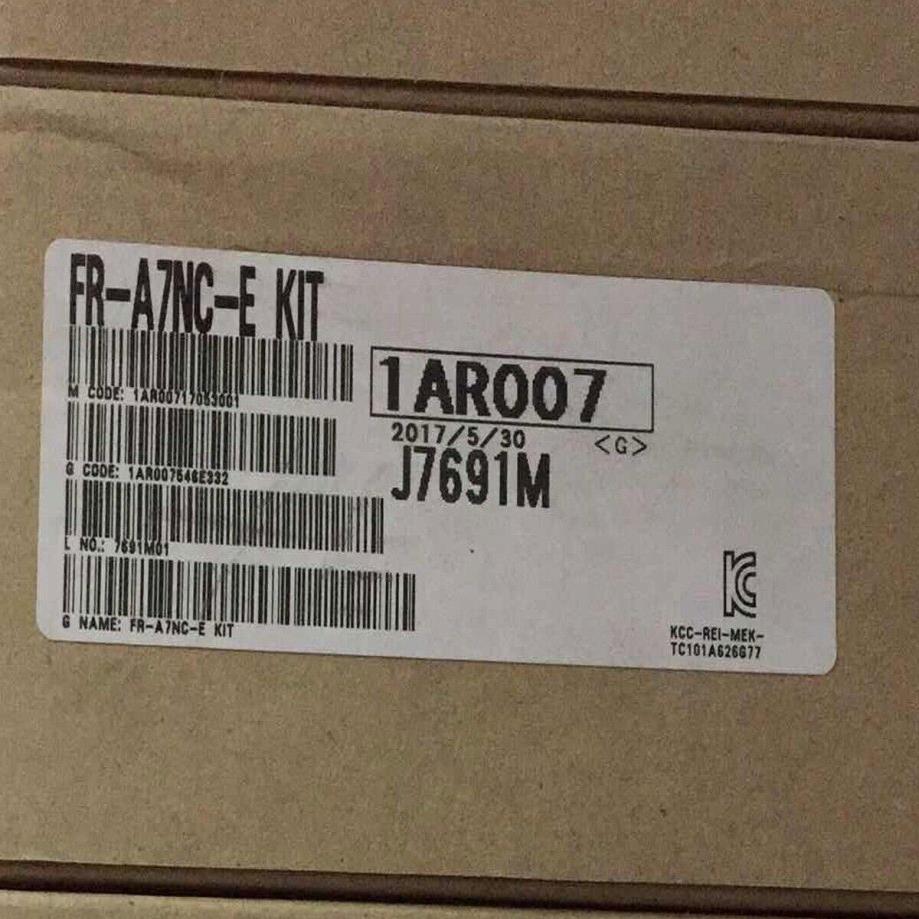 FR-A7NC-E KIT
M CODE: 1AR00717053001
G CODE: 1AR007546E332
L NO.: 7691M01
G NAME: FR-A7NC-E KIT
1AR007
2017/5/30 <G>
J7691M
KCC-REI-MEK-
TC101A626G77